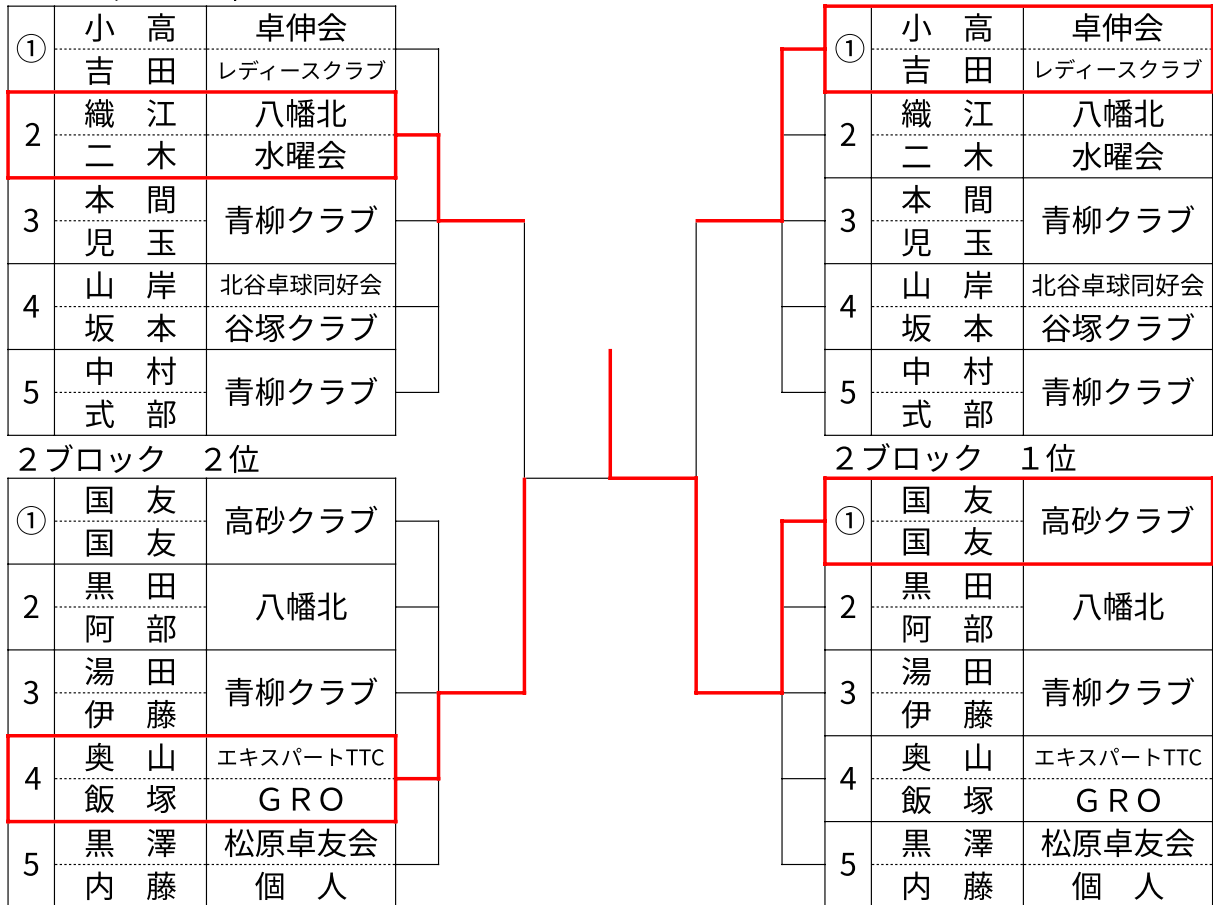 ① 小 高 卓伸会
吉 田 レディースクラブ
2 織 江 八幡北
二 木 水曜会
3 本 間 青柳クラブ
児 玉
4 山 岸 北谷卓球同好会
坂 本 谷塚クラブ
5 中 村 青柳クラブ
式 部
2ブロック 2位
① 国 友 高砂クラブ
国 友
2 黒 田 八幡北
阿 部
3 湯 田 青柳クラブ
伊 藤
4 奥 山 エキスパートTTC
飯 塚 GRO
5 黒 澤 松原卓友会
内 藤 個 人
① 小 高 卓伸会
吉 田 レディースクラブ
2 織 江 八幡北
二 木 水曜会
3 本 間 青柳クラブ
児 玉
4 山 岸 北谷卓球同好会
坂 本 谷塚クラブ
5 中 村 青柳クラブ
式 部
2ブロック 1位
① 国 友 高砂クラブ
国 友
2 黒 田 八幡北
阿 部
3 湯 田 青柳クラブ
伊 藤
4 奥 山 エキスパートTTC
飯 塚 GRO
5 黒 澤 松原卓友会
内 藤 個 人